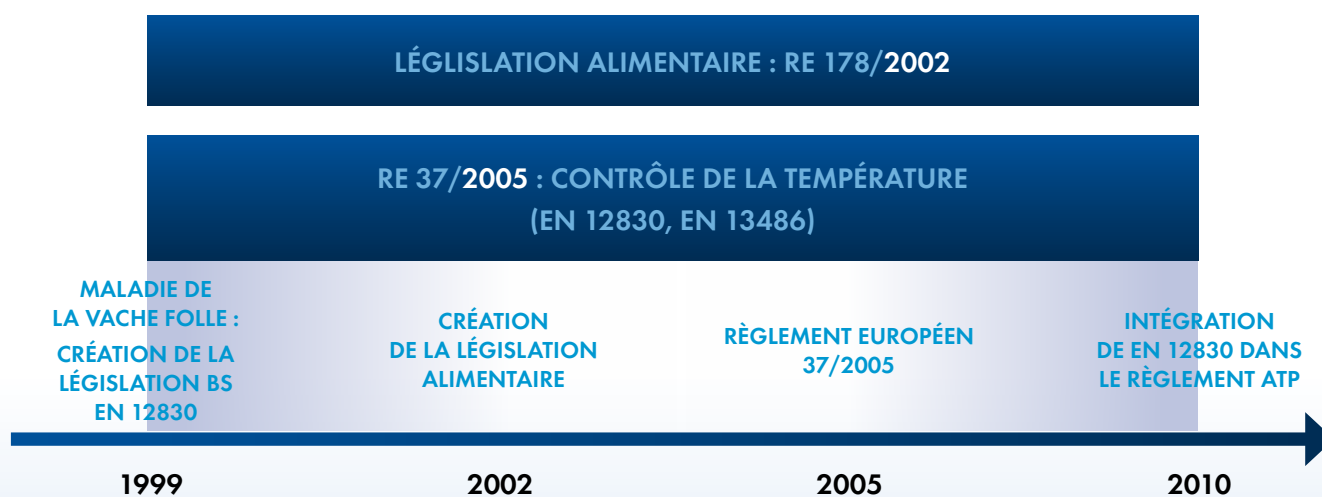 LÉGLISLATION ALIMENTAIRE : RE 178/2002
RE 37/2005 : CONTRÔLE DE LA TEMPÉRATURE
(EN 12830, EN 13486)
MALADIE DE
LA VACHE FOLLE :
CRÉATION DE LA
LÉGISLATION BS
EN 12830
CRÉATION
DE LA LÉGISLATION
ALIMENTAIRE
RÈGLEMENT EUROPÉEN
37/2005
INTÉGRATION
DE EN 12830 DANS
LE RÈGLEMENT ATP
1999
2002
2005
2010